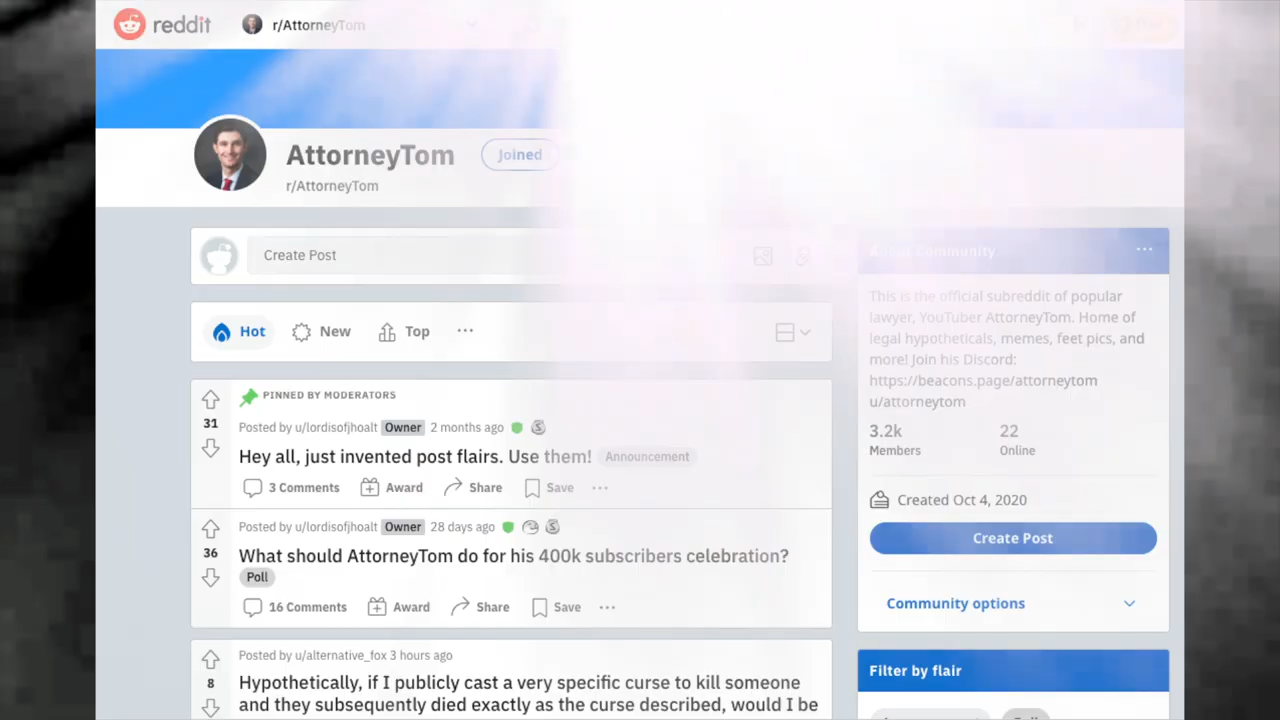 reddit
r/AttorneyTom
AttorneyTom
Joined
r/AttorneyTom
Create Post
Hot
New
Top
PINNED BY MODERATORS
31
Posted by u/lordisofjhoalt Owner 2 months ago
Hey all, just invented post flairs. Use them! Announcement
3 Comments Award Share Save
36
Posted by u/lordisofjhoalt Owner 28 days ago
What should AttorneyTom do for his 400k subscribers celebration?
Poll
16 Comments Award Share Save
8
Posted by u/alternative_fox 3 hours ago
Hypothetically, if I publicly cast a very specific curse to kill someone
and they subsequently died exactly as the curse described, would I be
About Community
This is the official subreddit of popular
lawyer, YouTuber AttorneyTom. Home of
legal hypotheticals, memes, feet pics, and
more! Join his Discord:
https://beacons.page/attorneytom
u/attorneytom
3.2k 22
Members Online
Created Oct 4, 2020
Create Post
Community options
Filter by flair